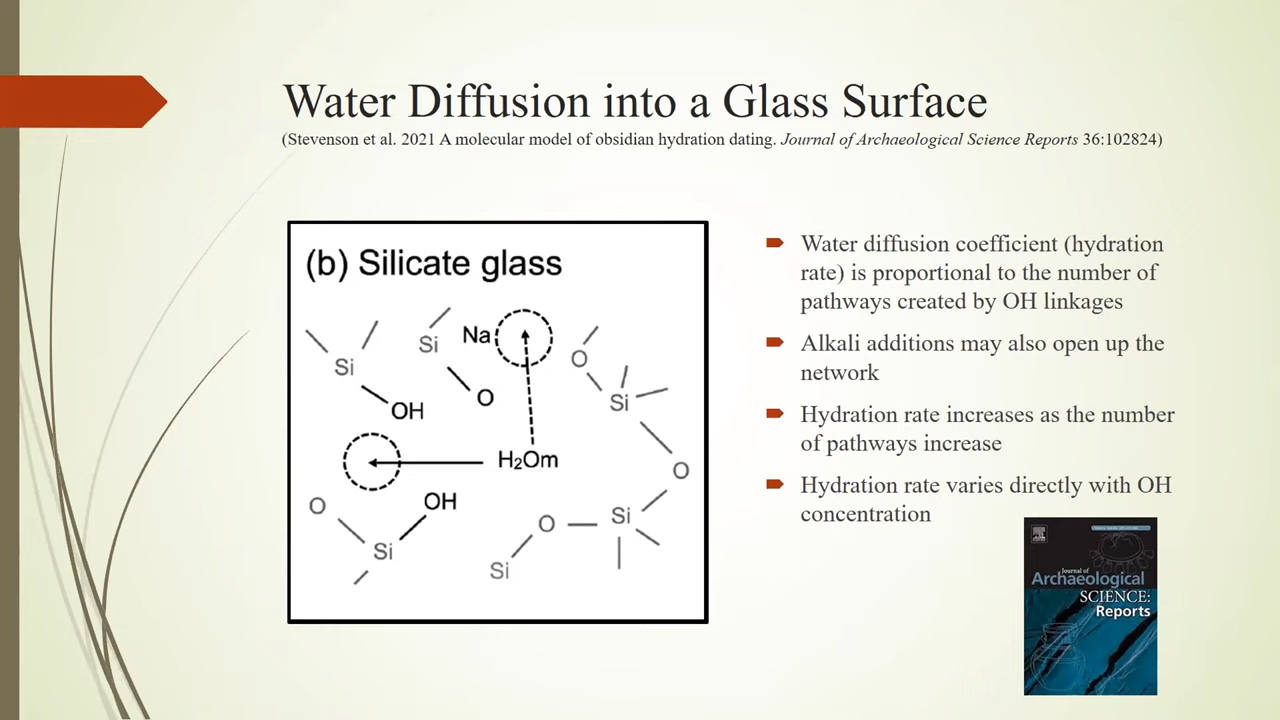 Water Diffusion into a Glass Surface
(Stevenson et al. 2021 A molecular model of obsidian hydration dating. Journal of Archaeological Science Reports 36:102824)
(b) Silicate glass
Si
Na
Si
O
O
OH
Si
H₂Om
O
O
OH
Si
O
Si
Si
Water diffusion coefficient (hydration
rate) is proportional to the number of
pathways created by OH linkages
Alkali additions may also open up the
network
Hydration rate increases as the number
of pathways increase
Hydration rate varies directly with OH
concentration
Journal of
Archaeological
SCIENCE:
Reports